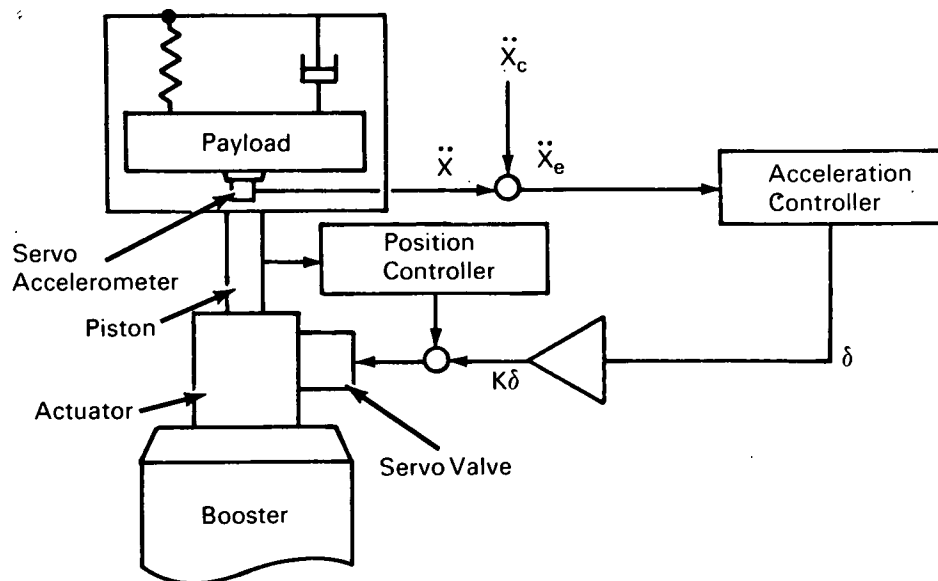 Ẍc
Payload
Ẍ
Ẍe
Acceleration
Controller
Servo
Accelerometer
Position
Controller
Piston
Kδ
δ
Actuator
Servo Valve
Booster